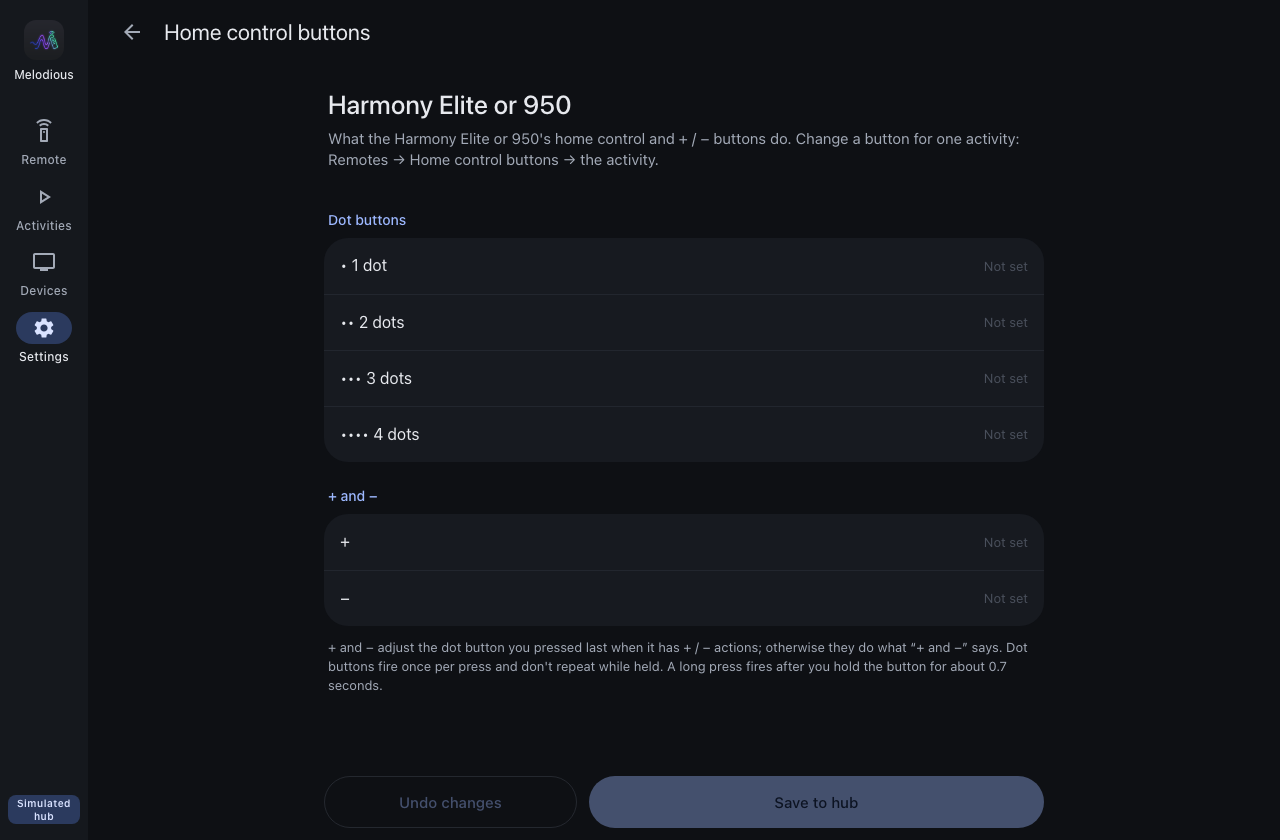 Home control buttons
Melodious
Remote
Activities
Devices
Settings
Simulated
hub
Harmony Elite or 950
What the Harmony Elite or 950's home control and + / − buttons do. Change a button for one activity:
Remotes → Home control buttons → the activity.
Dot buttons
• 1 dot Not set
•• 2 dots Not set
••• 3 dots Not set
•••• 4 dots Not set
+ and −
+ Not set
− Not set
+ and − adjust the dot button you pressed last when it has + / − actions; otherwise they do what “+ and −” says. Dot
buttons fire once per press and don't repeat while held. A long press fires after you hold the button for about 0.7
seconds.
Undo changes
Save to hub